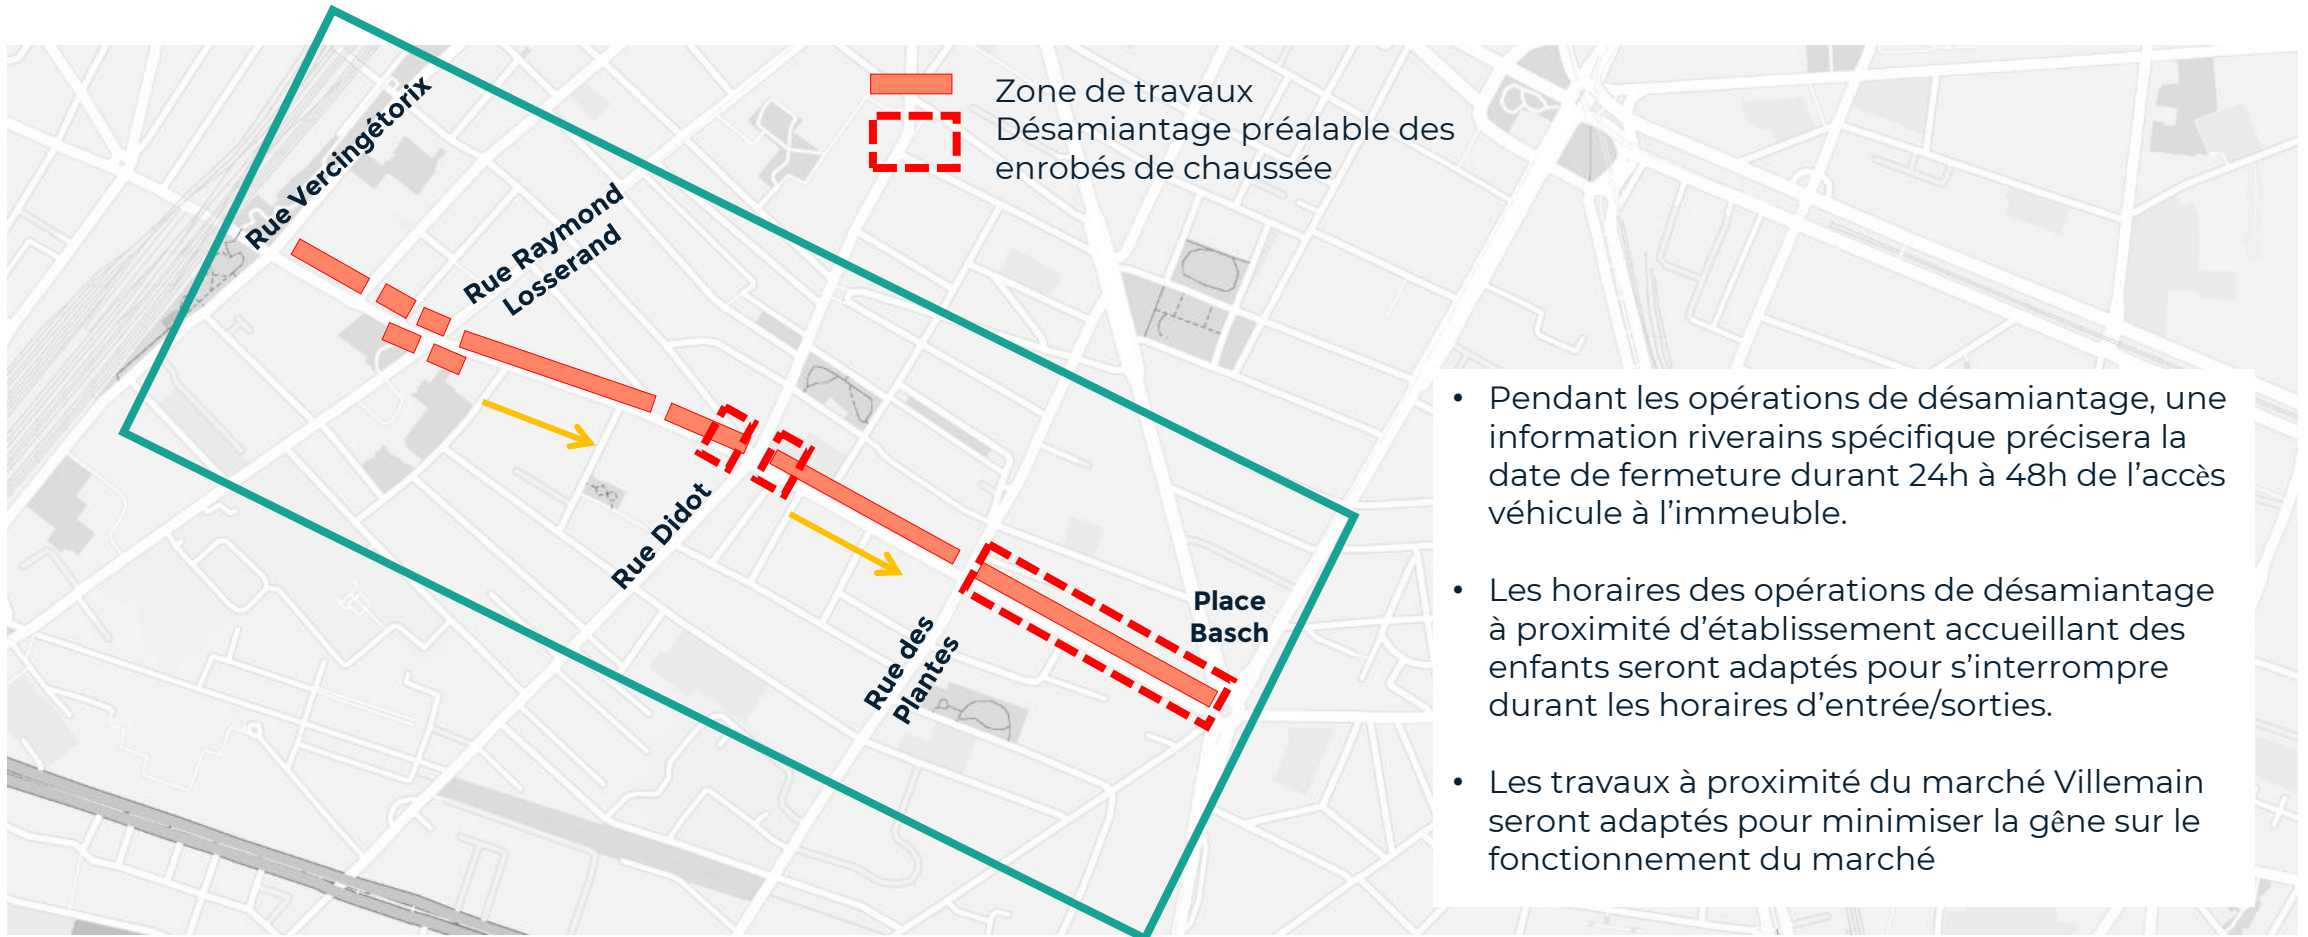 Zone de travaux
Désamiantage préalable des
enrobés de chaussée
Rue Vercingétorix
Rue Raymond
Losserand
Rue Didot
Rue des
Plantes
Place
Basch
• Pendant les opérations de désamiantage, une
information riverains spécifique précisera la
date de fermeture durant 24h à 48h de l’accès
véhicule à l’immeuble.
• Les horaires des opérations de désamiantage
à proximité d’établissement accueillant des
enfants seront adaptés pour s’interrompre
durant les horaires d’entrée/sorties.
• Les travaux à proximité du marché Villemain
seront adaptés pour minimiser la gêne sur le
fonctionnement du marché